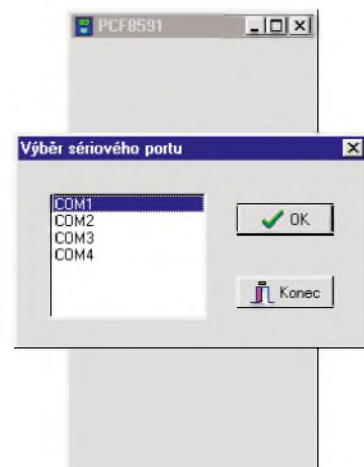 PCF8591
Výběr sériového portu
COM1
COM2
COM3
COM4
OK
Konec